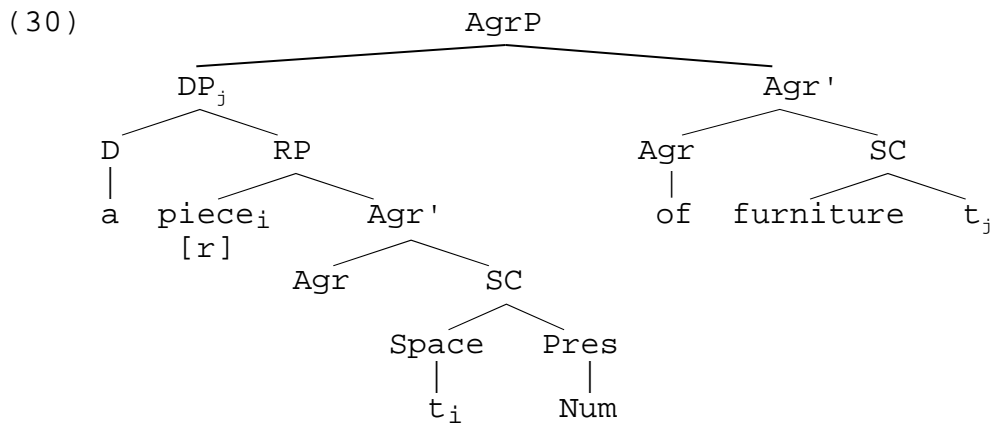 (30) AgrP
DPⱼ Agr'
D RP Agr SC
a pieceᵢ Agr' of furniture tⱼ
[r]
Agr SC
Space Pres
tᵢ Num